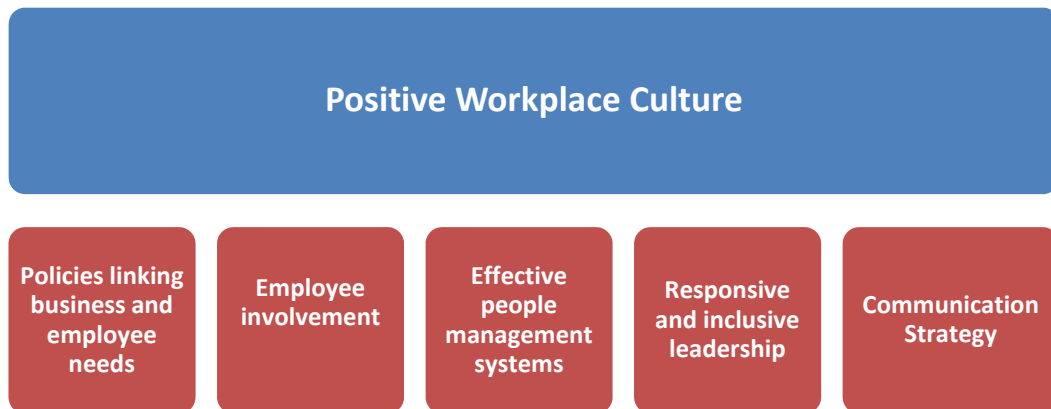 Positive Workplace Culture
Policies linking
business and
employee
needs
Employee
involvement
Effective
people
management
systems
Responsive
and inclusive
leadership
Communication
Strategy